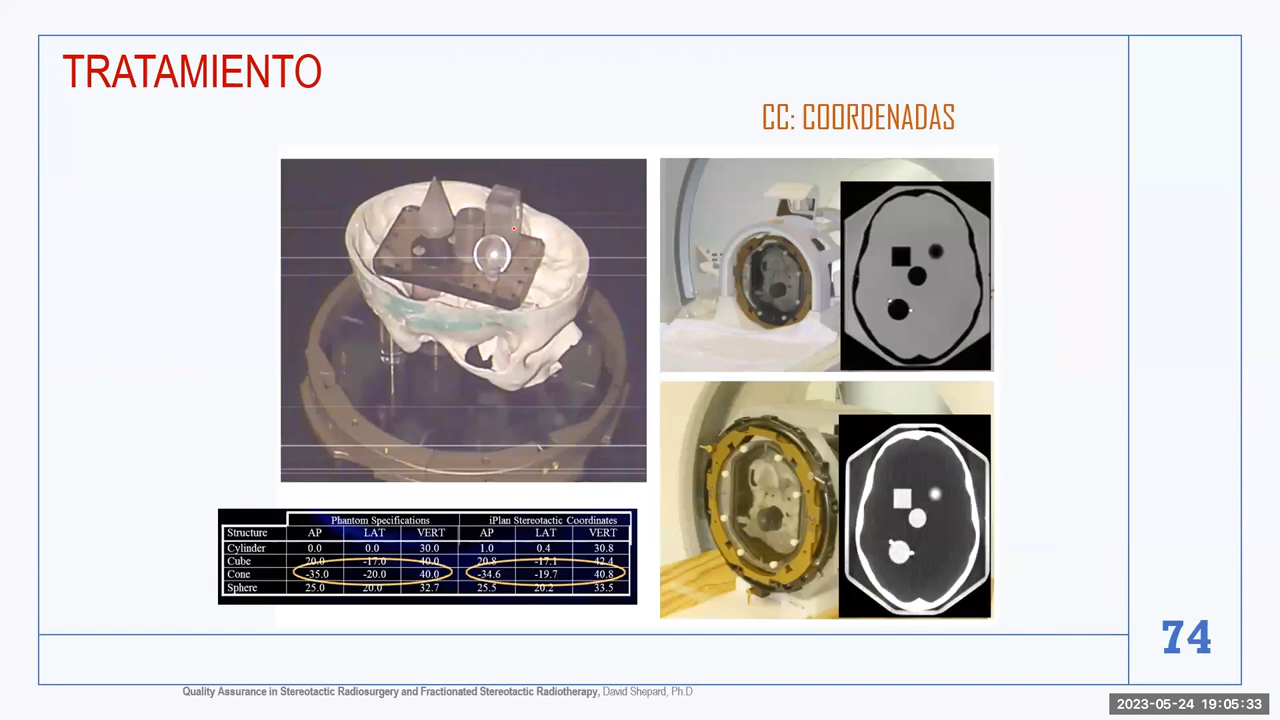 TRATAMIENTO
CC: COORDENADAS
Phantom Specifications iPlan Stereotactic Coordinates
Structure AP LAT VERT AP LAT VERT
Cylinder 0.0 0.0 30.0 1.0 0.4 30.8
Cube 20.0 -17.0 40.0 20.8 -17.1 42.4
Cone -35.0 -20.0 40.0 -34.6 -19.7 40.8
Sphere 25.0 20.0 32.7 25.5 20.2 33.5
74
Quality Assurance in Stereotactic Radiosurgery and Fractionated Stereotactic Radiotherapy, David Shepard, Ph.D
2023-05-24 19:05:33